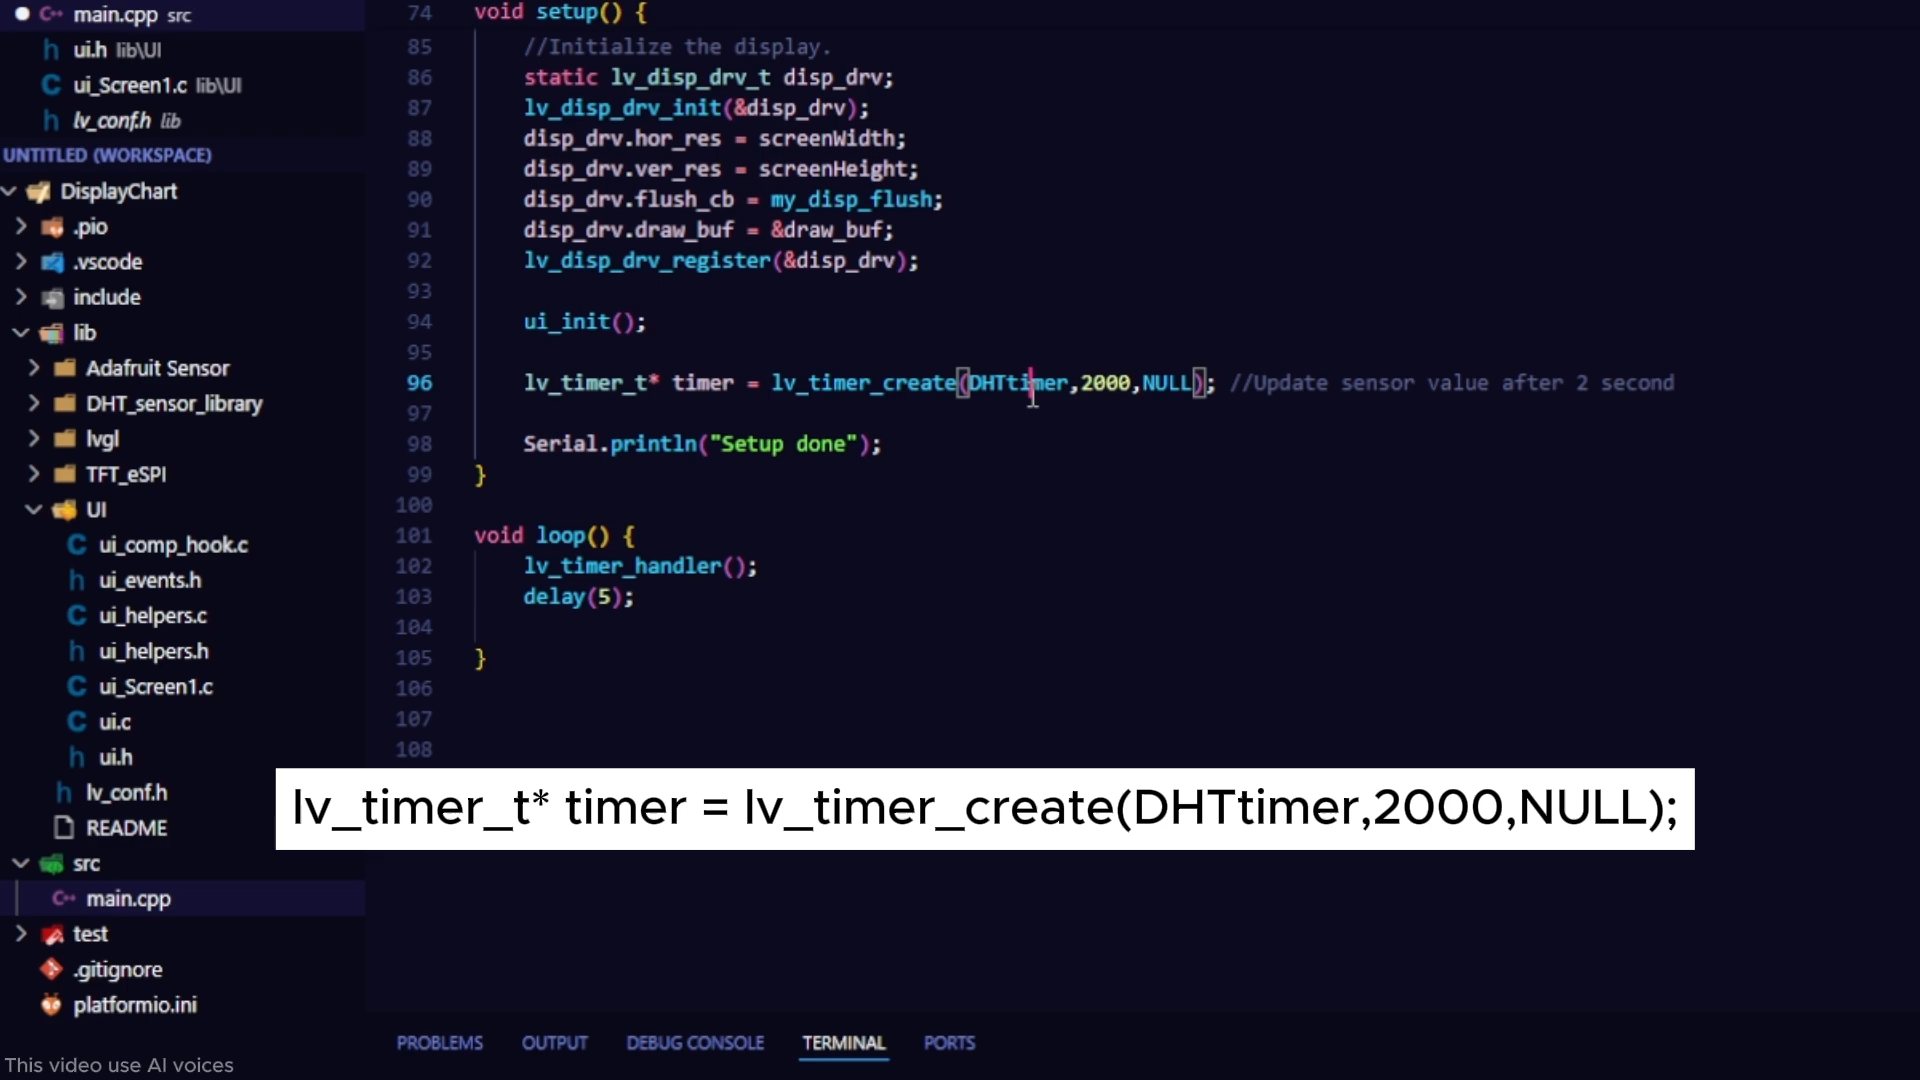 main.cpp src
ui.h lib\UI
ui_Screen1.c lib\UI
lv_conf.h lib
UNTITLED (WORKSPACE)
DisplayChart
.pio
.vscode
include
lib
Adafruit Sensor
DHT_sensor_library
lvgl
TFT_eSPI
UI
ui_comp_hook.c
ui_events.h
ui_helpers.c
ui_helpers.h
ui_Screen1.c
ui.c
ui.h
lv_conf.h
README
src
main.cpp
test
.gitignore
platformio.ini
74 void setup() {
85 //Initialize the display.
86 static lv_disp_drv_t disp_drv;
87 lv_disp_drv_init(&disp_drv);
88 disp_drv.hor_res = screenWidth;
89 disp_drv.ver_res = screenHeight;
90 disp_drv.flush_cb = my_disp_flush;
91 disp_drv.draw_buf = &draw_buf;
92 lv_disp_drv_register(&disp_drv);
93
94 ui_init();
95
96 lv_timer_t* timer = lv_timer_create(DHTtimer,2000,NULL); //Update sensor value after 2 second
97
98 Serial.println("Setup done");
99 }
100
101 void loop() {
102 lv_timer_handler();
103 delay(5);
104
105 }
106
107
108
lv_timer_t* timer = lv_timer_create(DHTtimer,2000,NULL);
PROBLEMS OUTPUT DEBUG CONSOLE TERMINAL PORTS
This video use AI voices